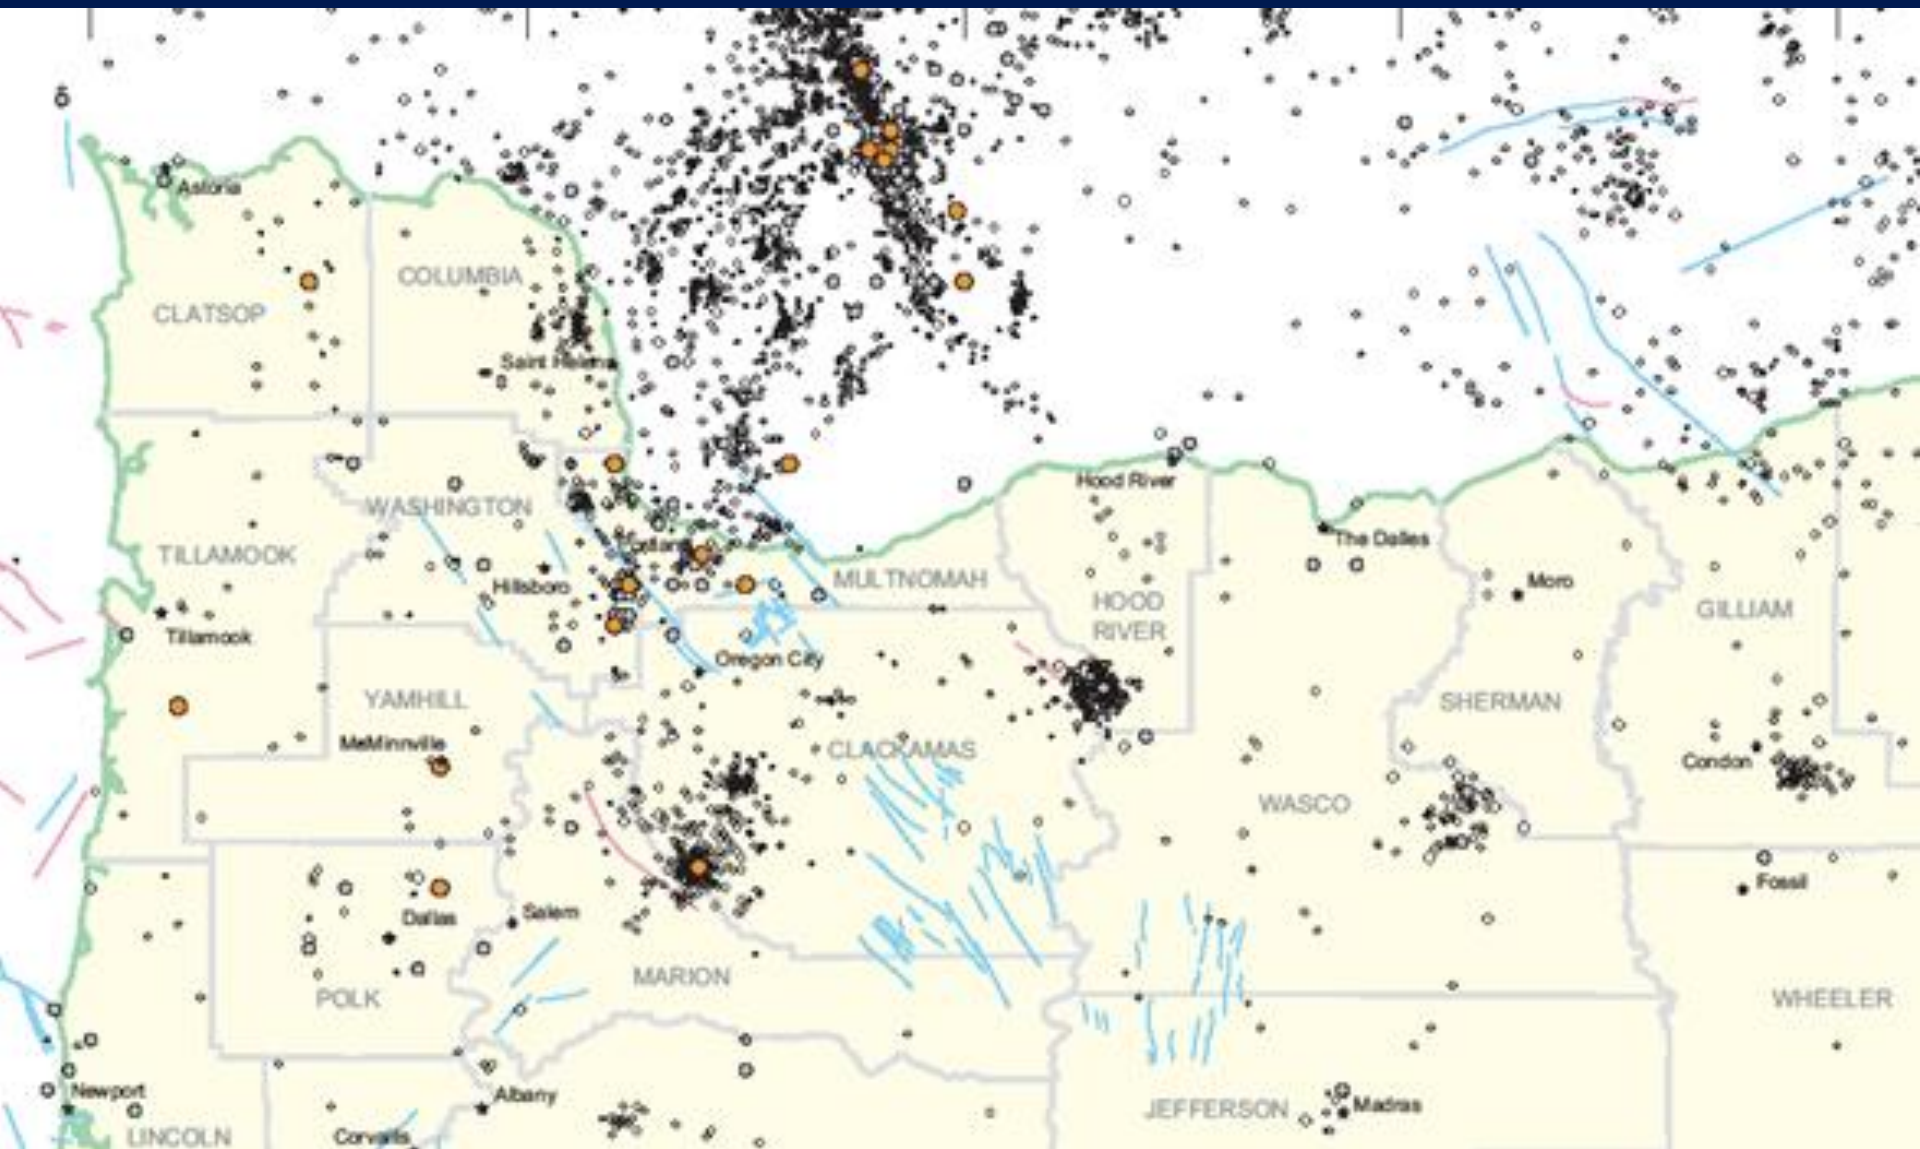 Astoria
COLUMBIA
CLATSOP
Saint Helens
Hood River
WASHINGTON
Portland
The Dalles
TILLAMOOK
MULTNOMAH
Hillsboro
Moro
HOOD
RIVER
GILLIAM
Tillamook
Oregon City
YAMHILL
SHERMAN
McMinnville
CLACKAMAS
Condon
WASCO
Fossil
Dallas
Salem
MARION
POLK
WHEELER
Newport
Albany
JEFFERSON
Madras
LINCOLN
Corvallis